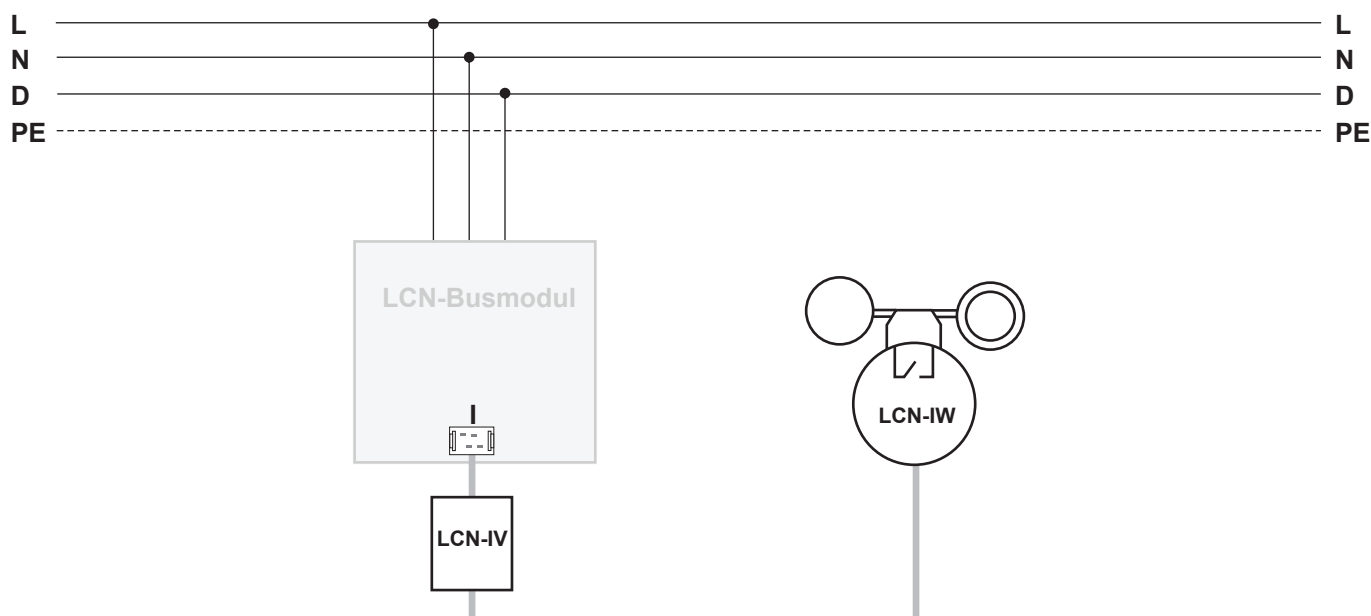 L L
N N
D D
PE PE
LCN-Busmodul
I
LCN-IW
LCN-IV